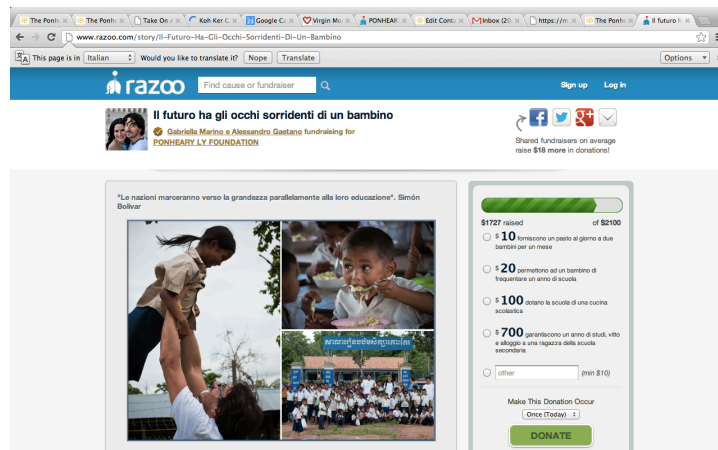 The Ponh
The Ponh
Take On A
Koh Ker C
Google Ca
Virgin Mo
PONHEAR
Edit Conta
Inbox (20
https://m
The Ponh
Il futuro h
www.razoo.com/story/Il-Futuro-Ha-Gli-Occhi-Sorridenti-Di-Un-Bambino
This page is in Italian Would you like to translate it? Nope Translate Options
razoo Find cause or fundraiser Sign up Log in
Il futuro ha gli occhi sorridenti di un bambino
Gabriella Marino e Alessandro Gaetano fundraising for
PONHEARY LY FOUNDATION
Shared fundraisers on average
raise $18 more in donations!
"Le nazioni marceranno verso la grandezza parallelamente alla loro educazione". Simón
Bolivar
$1727 raised of $2100
$ 10 forniscono un pasto al giorno a due
bambini per un mese
$ 20 permettono ad un bambino di
frequentare un anno di scuola
$ 100 dotano la scuola di una cucina
scolastica
$ 700 garantiscono un anno di studi, vitto
e alloggio a una ragazza della scuola
secondaria
other (min $10)
Make This Donation Occur
Once (Today)
DONATE